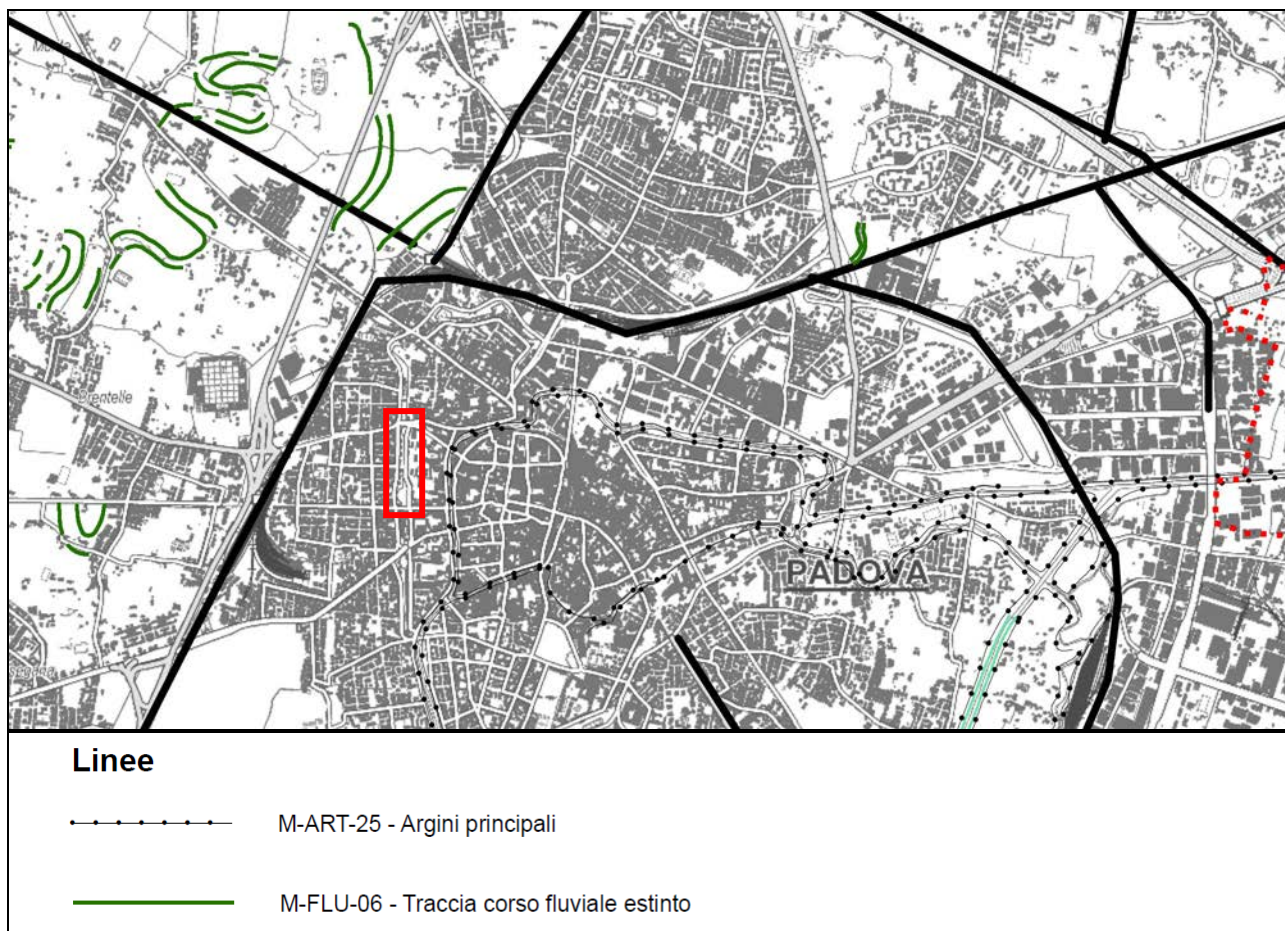 Brentelle
PADOVA
Linee
M-ART-25 - Argini principali
M-FLU-06 - Traccia corso fluviale estinto